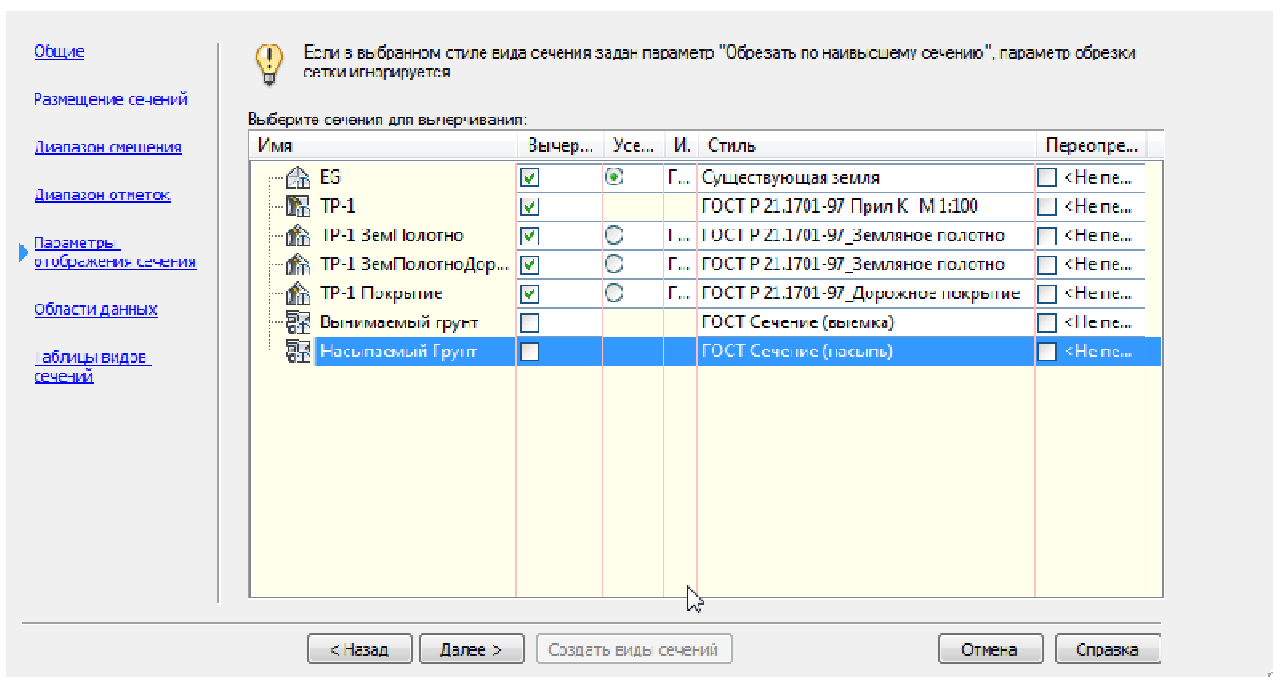 Общие
Размещение сечений
Диапазон смещения
Диапазон отметок
Параметры
отображения сечения
Области данных
Таблицы видов
сечений
Если в выбранном стиле вида сечения задан параметр "Обрезать по наивысшему сечению", параметр обрезки
сетки игнорируется
Выберите сечения для вычерчивания:
Имя Вычер... Усе... И. Стиль Переопре...
EG Г... Существующая земля <Не пе...
ТР-1 ГОСТ Р 21.1701-97 Прил К М 1:100 <Не пе...
ТР-1 ЗемПолотно Г... ГОСТ Р 21.1701-97_Земляное полотно <Не пе...
ТР-1 ЗемПолотноДор... Г... ГОСТ Р 21.1701-97_Земляное полотно <Не пе...
ТР-1 Покрытие Г... ГОСТ Р 21.1701-97_Дорожное покрытие <Не пе...
Вынимаемый грунт ГОСТ Сечение (выемка) <Не пе...
Насыпаемый Грунт ГОСТ Сечение (насыпь) <Не пе...
< Назад Далее > Создать виды сечений Отмена Справка